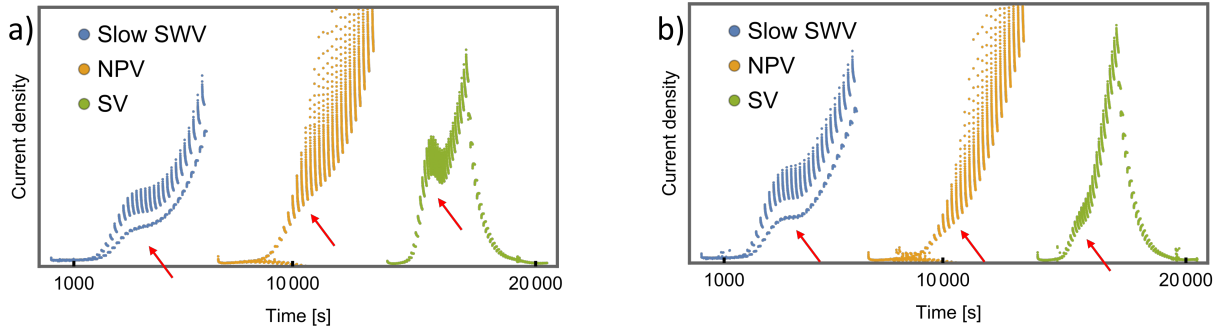 a)
Slow SWV
NPV
SV
Current density
1000
10 000
20 000
Time [s]
b)
Slow SWV
NPV
SV
Current density
1000
10 000
20 000
Time [s]